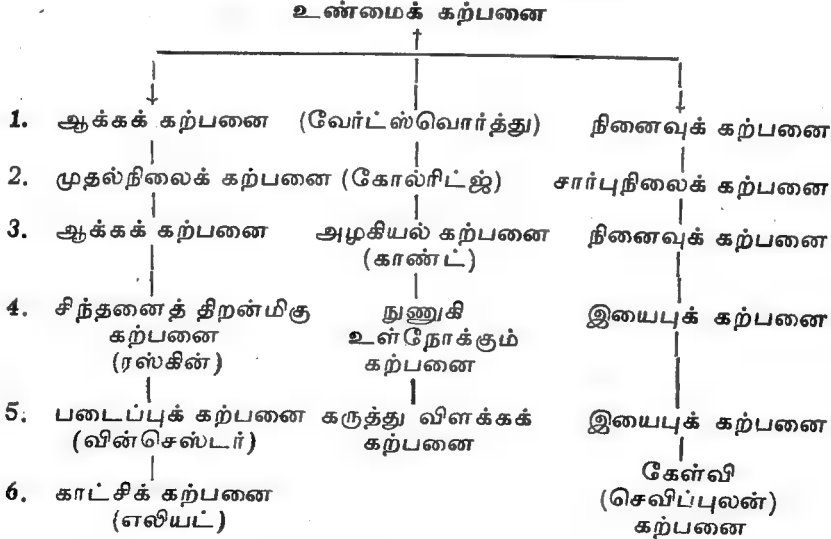 உண்மைக் கற்பனை
1. ஆக்கக் கற்பனை (வேர்ட்ஸ்வொர்த்து) நினைவுக் கற்பனை
2. முதல்நிலைக் கற்பனை (கோல்ரிட்ஜ்) சார்புநிலைக் கற்பனை
3. ஆக்கக் கற்பனை அழகியல் கற்பனை நினைவுக் கற்பனை
(காண்ட்)
4. சிந்தனைத் திறன்மிகு நுணுகி இயைபுக் கற்பனை
கற்பனை உள்நோக்கும்
(ரஸ்கின்) கற்பனை
5. படைப்புக் கற்பனை கருத்து விளக்கக் இயைபுக் கற்பனை
(வின்செஸ்டர்) கற்பனை
கேள்வி
6. காட்சிக் கற்பனை (செவிப்புலன்)
(எலியட்) கற்பனை